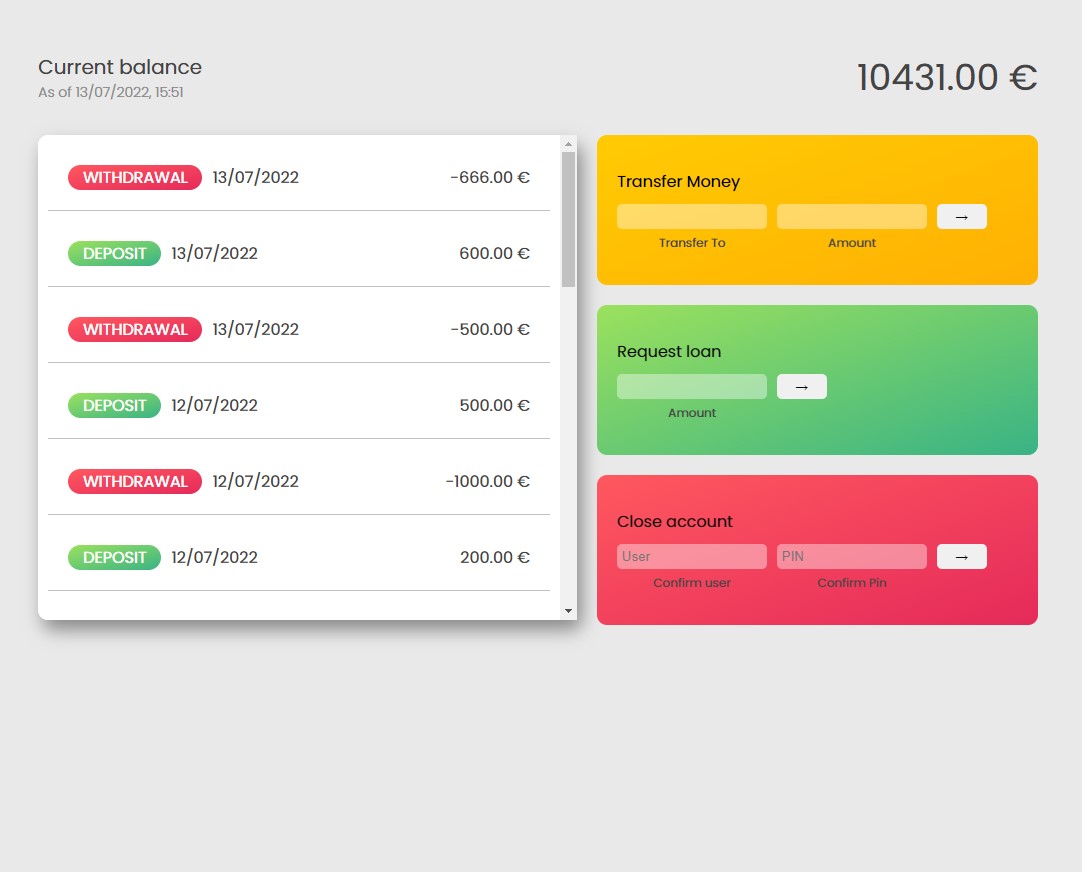 Current balance
As of 13/07/2022, 15:51
10431.00 €
WITHDRAWAL 13/07/2022 -666.00 €
DEPOSIT 13/07/2022 600.00 €
WITHDRAWAL 13/07/2022 -500.00 €
DEPOSIT 12/07/2022 500.00 €
WITHDRAWAL 12/07/2022 -1000.00 €
DEPOSIT 12/07/2022 200.00 €
Transfer Money
→
Transfer To Amount
Request loan
→
Amount
Close account
User PIN →
Confirm user Confirm Pin